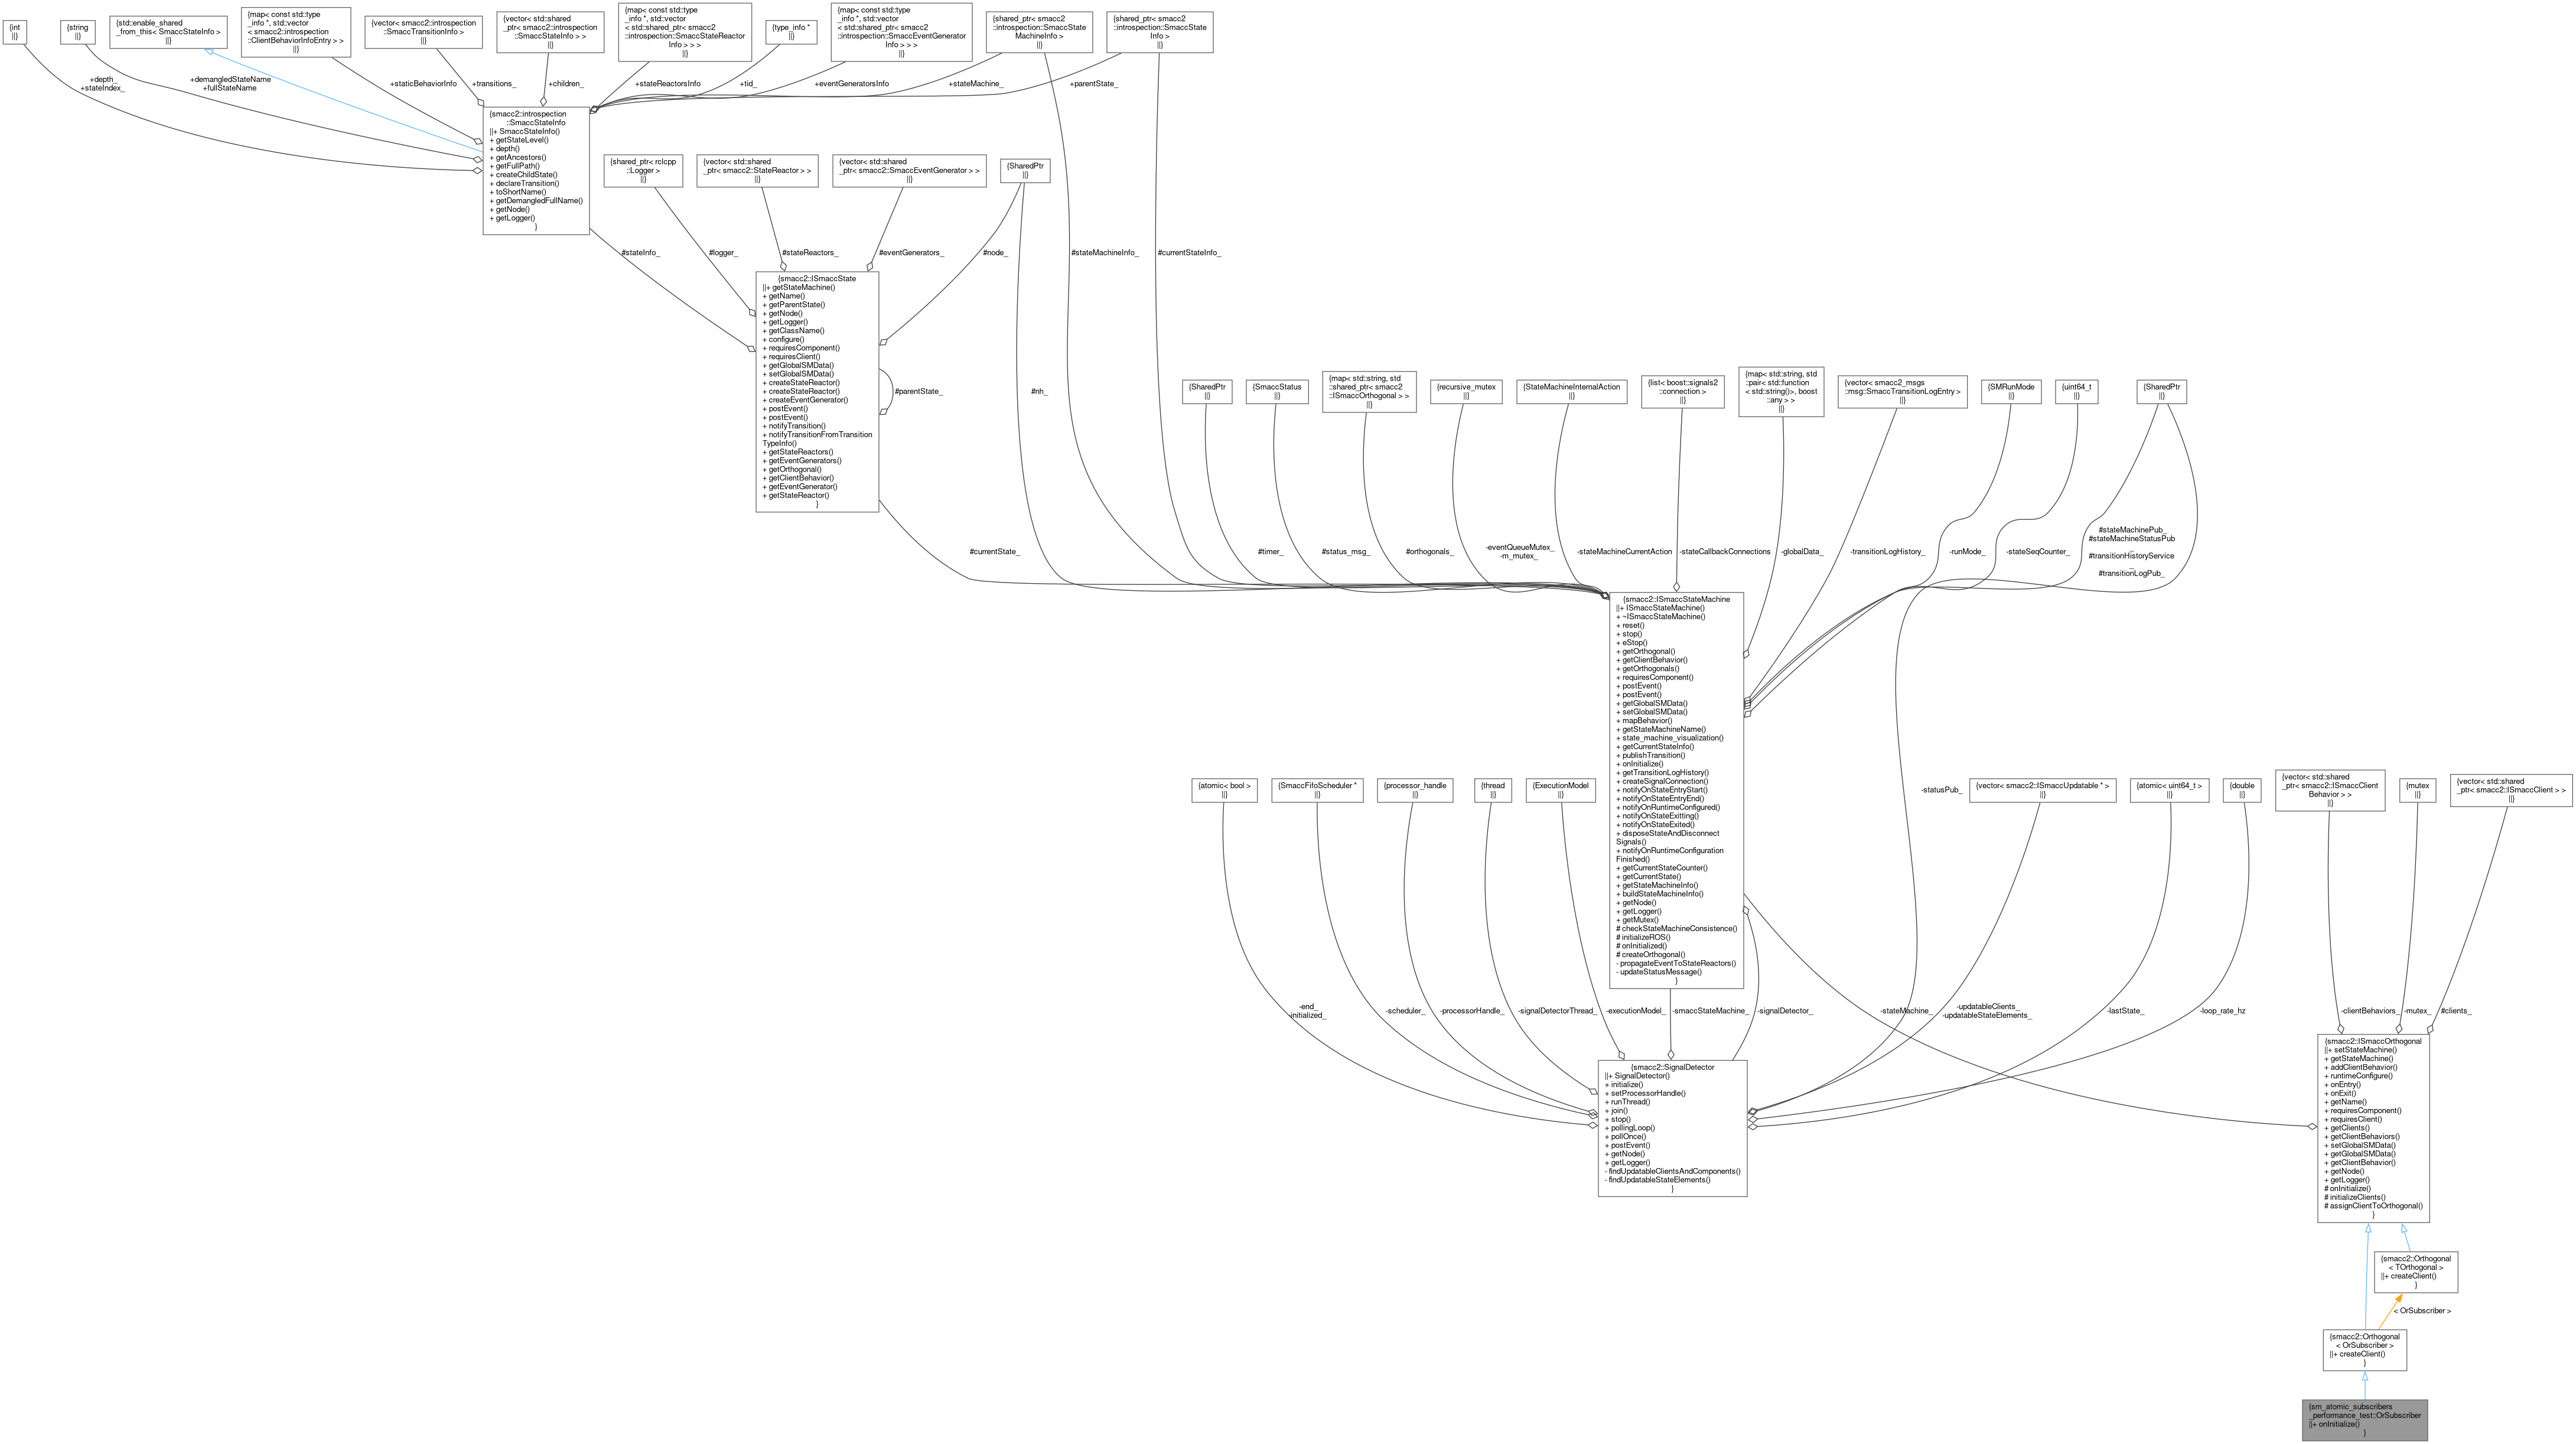 {int
||}
{string
||}
{std::enable_shared
_from_this< SmaccStateInfo >
||}
{map< const std::type
_info *, std::vector
< smacc2::introspection
::ClientBehaviorInfoEntry > >
||}
{vector< smacc2::introspection
::SmaccTransitionInfo >
||}
{vector< std::shared
_ptr< smacc2::introspection
::SmaccStateInfo > >
||}
{map< const std::type
_info *, std::vector
< std::shared_ptr< smacc2
::introspection::SmaccStateReactor
Info > > >
||}
{type_info *
||}
{map< const std::type
_info *, std::vector
< std::shared_ptr< smacc2
::introspection::SmaccEventGenerator
Info > > >
||}
{shared_ptr< smacc2
::introspection::SmaccState
MachineInfo >
||}
{shared_ptr< smacc2
::introspection::SmaccState
Info >
||}
+depth_
+stateIndex_
+demangledStateName
+fullStateName
+staticBehaviorInfo
+transitions_
+children_
+stateReactorsInfo
+tid_
+eventGeneratorsInfo
+stateMachine_
+parentState_
{smacc2::introspection
::SmaccStateInfo
||+ SmaccStateInfo()
+ getStateLevel()
+ depth()
+ getAncestors()
+ getFullPath()
+ createChildState()
+ declareTransition()
+ toShortName()
+ getDemangledFullName()
+ getNode()
+ getLogger()
}
{shared_ptr< rclcpp
::Logger >
||}
{vector< std::shared
_ptr< smacc2::StateReactor > >
||}
{vector< std::shared
_ptr< smacc2::SmaccEventGenerator > >
||}
{SharedPtr
||}
#stateInfo_
#logger_
#stateReactors_
#eventGenerators_
#node_
#stateMachineInfo_
#currentStateInfo_
{smacc2::ISmaccState
||+ getStateMachine()
+ getName()
+ getParentState()
+ getNode()
+ getLogger()
+ getClassName()
+ configure()
+ requiresComponent()
+ requiresClient()
+ getGlobalSMData()
+ setGlobalSMData()
+ createStateReactor()
+ createStateReactor()
+ createEventGenerator()
+ postEvent()
+ postEvent()
+ notifyTransition()
+ notifyTransitionFromTransition
TypeInfo()
+ getStateReactors()
+ getEventGenerators()
+ getOrthogonal()
+ getClientBehavior()
+ getEventGenerator()
+ getStateReactor()
}
#parentState_
#nh_
{SharedPtr
||}
{SmaccStatus
||}
{map< std::string, std
::shared_ptr< smacc2
::ISmaccOrthogonal > >
||}
{recursive_mutex
||}
{StateMachineInternalAction
||}
{list< boost::signals2
::connection >
||}
{map< std::string, std
::pair< std::function
< std::string()>, boost
::any > >
||}
{vector< smacc2_msgs
::msg::SmaccTransitionLogEntry >
||}
{SMRunMode
||}
{uint64_t
||}
{SharedPtr
||}
#currentState_
#timer_
#status_msg_
#orthogonals_
-eventQueueMutex_
-m_mutex_
-stateMachineCurrentAction
-stateCallbackConnections
-globalData_
-transitionLogHistory_
-runMode_
-stateSeqCounter_
#stateMachinePub_
#stateMachineStatusPub
_
#transitionHistoryService
_
#transitionLogPub_
{smacc2::ISmaccStateMachine
||+ ISmaccStateMachine()
+ ~ISmaccStateMachine()
+ reset()
+ stop()
+ eStop()
+ getOrthogonal()
+ getClientBehavior()
+ getOrthogonals()
+ requiresComponent()
+ postEvent()
+ postEvent()
+ getGlobalSMData()
+ setGlobalSMData()
+ mapBehavior()
+ getStateMachineName()
+ state_machine_visualization()
+ getCurrentStateInfo()
+ publishTransition()
+ onInitialize()
+ getTransitionLogHistory()
+ createSignalConnection()
+ notifyOnStateEntryStart()
+ notifyOnStateEntryEnd()
+ notifyOnRuntimeConfigured()
+ notifyOnStateExitting()
+ notifyOnStateExited()
+ disposeStateAndDisconnect
Signals()
+ notifyOnRuntimeConfiguration
Finished()
+ getCurrentStateCounter()
+ getCurrentState()
+ getStateMachineInfo()
+ buildStateMachineInfo()
+ getNode()
+ getLogger()
+ getMutex()
# checkStateMachineConsistence()
# initializeROS()
# onInitialized()
# createOrthogonal()
- propagateEventToStateReactors()
- updateStatusMessage()
}
{atomic< bool >
||}
{SmaccFifoScheduler *
||}
{processor_handle
||}
{thread
||}
{ExecutionModel
||}
-statusPub_
{vector< smacc2::ISmaccUpdatable * >
||}
{atomic< uint64_t >
||}
{double
||}
{vector< std::shared
_ptr< smacc2::ISmaccClient
Behavior > >
||}
{mutex
||}
{vector< std::shared
_ptr< smacc2::ISmaccClient > >
||}
-end_
-initialized_
-scheduler_
-processorHandle_
-signalDetectorThread_
-executionModel_
-smaccStateMachine_
-signalDetector_
-stateMachine_
-updatableClients_
-updatableStateElements_
-lastState_
-loop_rate_hz
-clientBehaviors_
-mutex_
#clients_
{smacc2::SignalDetector
||+ SignalDetector()
+ initialize()
+ setProcessorHandle()
+ runThread()
+ join()
+ stop()
+ pollingLoop()
+ pollOnce()
+ postEvent()
+ getNode()
+ getLogger()
- findUpdatableClientsAndComponents()
- findUpdatableStateElements()
}
{smacc2::ISmaccOrthogonal
||+ setStateMachine()
+ getStateMachine()
+ addClientBehavior()
+ runtimeConfigure()
+ onEntry()
+ onExit()
+ getName()
+ requiresComponent()
+ requiresClient()
+ getClients()
+ getClientBehaviors()
+ setGlobalSMData()
+ getGlobalSMData()
+ getClientBehavior()
+ getNode()
+ getLogger()
# onInitialize()
# initializeClients()
# assignClientToOrthogonal()
}
{smacc2::Orthogonal
< TOrthogonal >
||+ createClient()
}
< OrSubscriber >
{smacc2::Orthogonal
< OrSubscriber >
||+ createClient()
}
{sm_atomic_subscribers
_performance_test::OrSubscriber
||+ onInitialize()
}